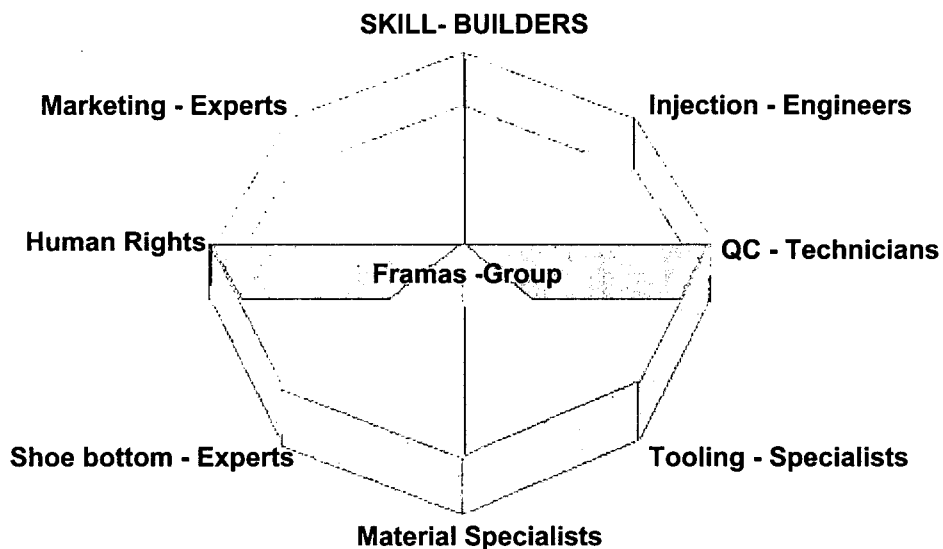 SKILL- BUILDERS
Marketing - Experts
Injection - Engineers
Human Rights
QC - Technicians
Framas -Group
Shoe bottom - Experts
Tooling - Specialists
Material Specialists